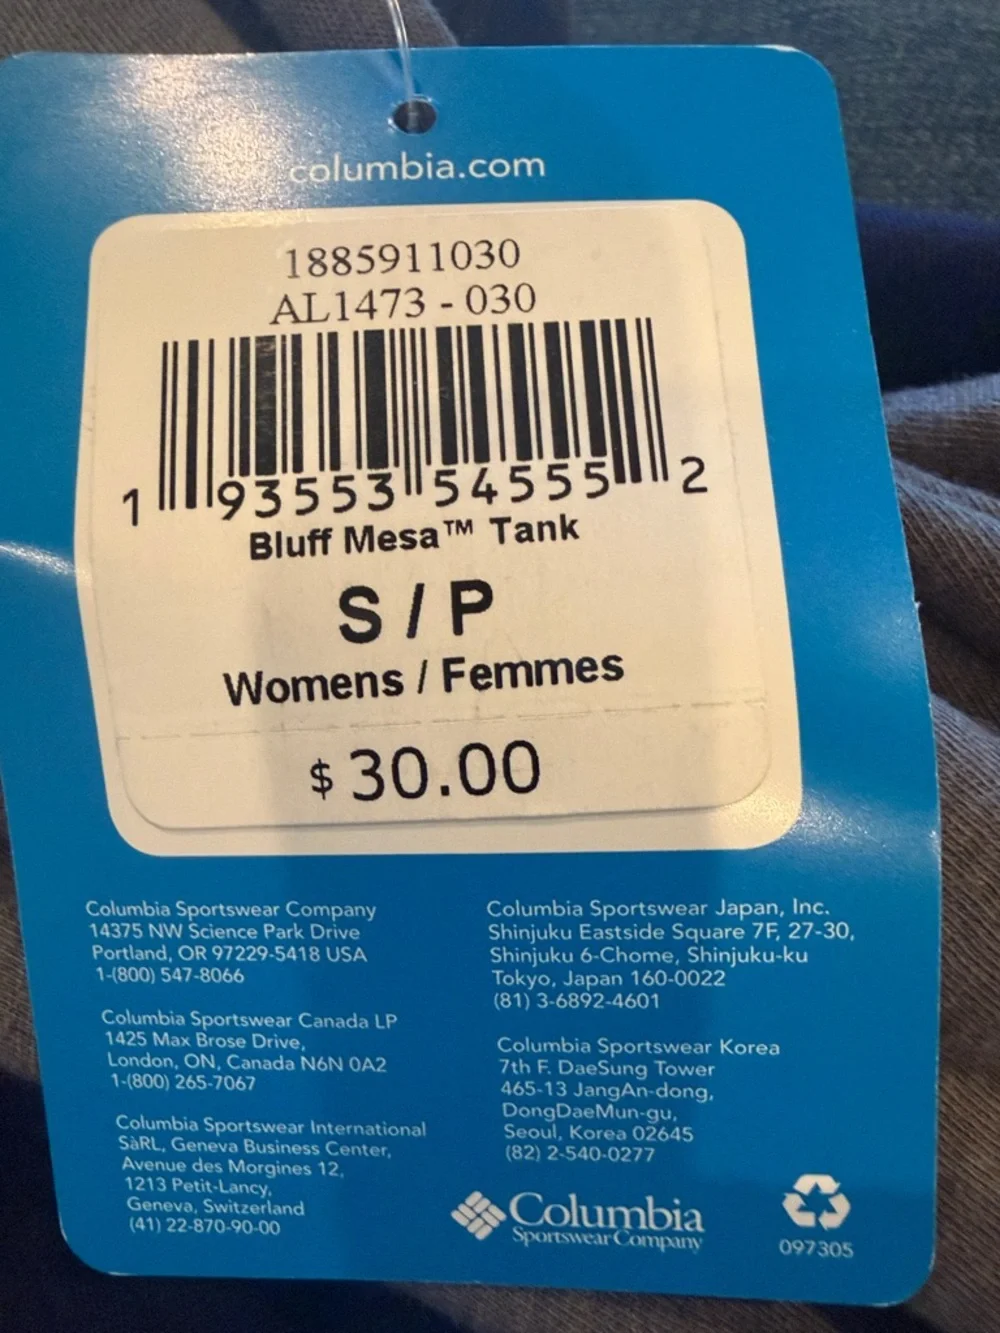 columbia.com
1885911030
AL1473 - 030
1 93553 54555 2
Bluff Mesa™ Tank
S / P
Womens / Femmes
$ 30.00
Columbia Sportswear Company
14375 NW Science Park Drive
Portland, OR 97229-5418 USA
1-(800) 547-8066
Columbia Sportswear Canada LP
1425 Max Brose Drive,
London, ON, Canada N6N 0A2
1-(800) 265-7067
Columbia Sportswear International
SàRL, Geneva Business Center,
Avenue des Morgines 12,
1213 Petit-Lancy,
Geneva, Switzerland
(41) 22-870-90-00
Columbia Sportswear Japan, Inc.
Shinjuku Eastside Square 7F, 27-30,
Shinjuku 6-Chome, Shinjuku-ku
Tokyo, Japan 160-0022
(81) 3-6892-4601
Columbia Sportswear Korea
7th F. DaeSung Tower
465-13 JangAn-dong,
DongDaeMun-gu,
Seoul, Korea 02645
(82) 2-540-0277
Columbia
Sportswear Company
097305